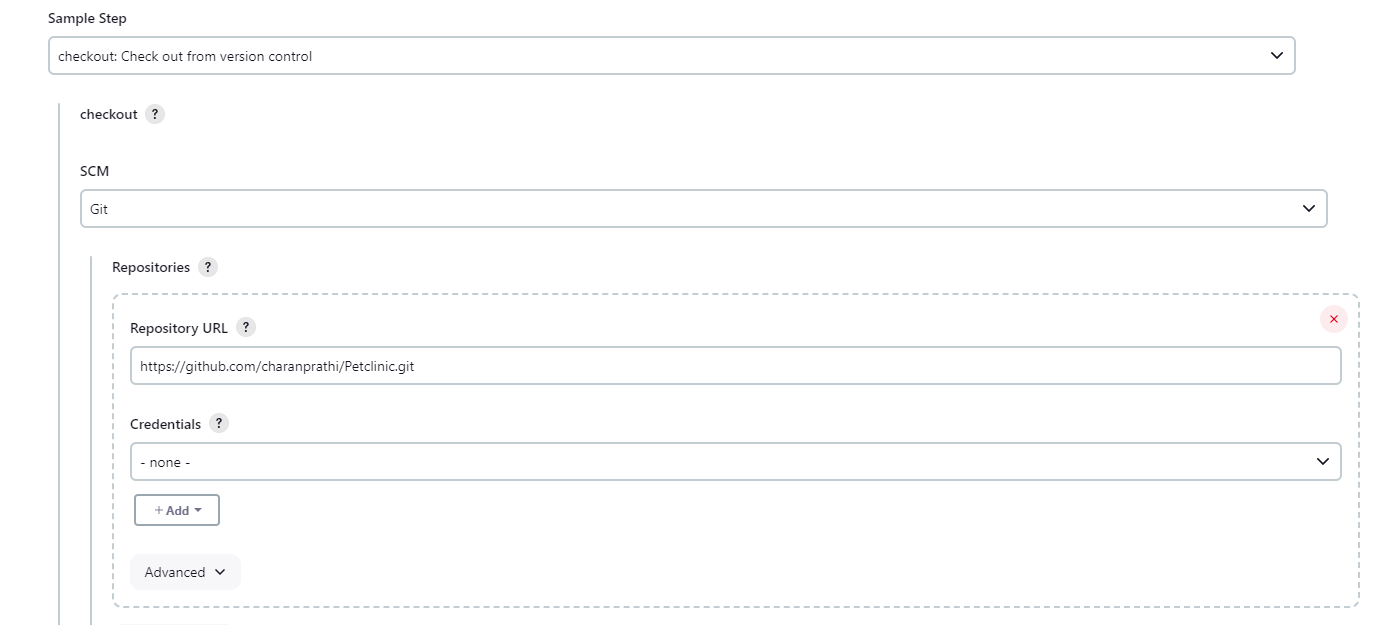 Sample Step
checkout: Check out from version control
checkout ?
SCM
Git
Repositories ?
Repository URL ?
https://github.com/charanprathi/Petclinic.git
Credentials ?
- none -
+ Add
Advanced